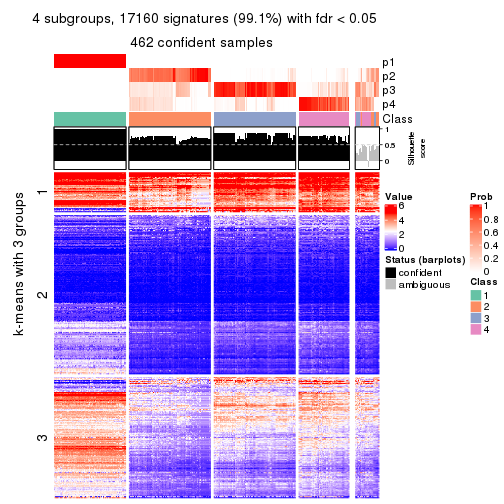 4 subgroups, 17160 signatures (99.1%) with fdr < 0.05
462 confident samples
p1
p2
p3
p4
Class
1
0.5
0
Silhouette
score
k-means with 3 groups
1
2
3
Value
6
4
2
0
Status (barplots)
confident
ambiguous
Prob
1
0.8
0.6
0.4
0.2
0
Class
1
2
3
4